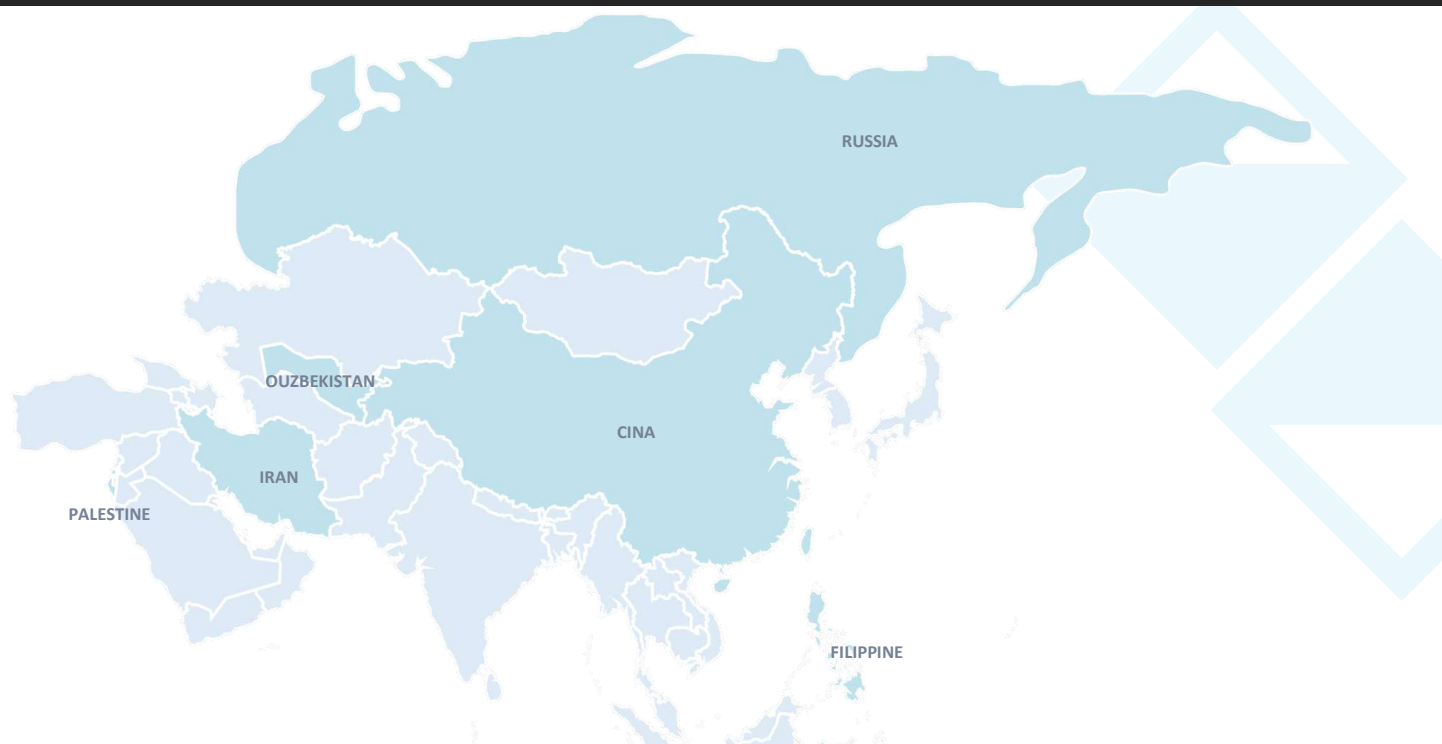 RUSSIA
OUZBEKISTAN
CINA
IRAN
PALESTINE
FILIPPINE